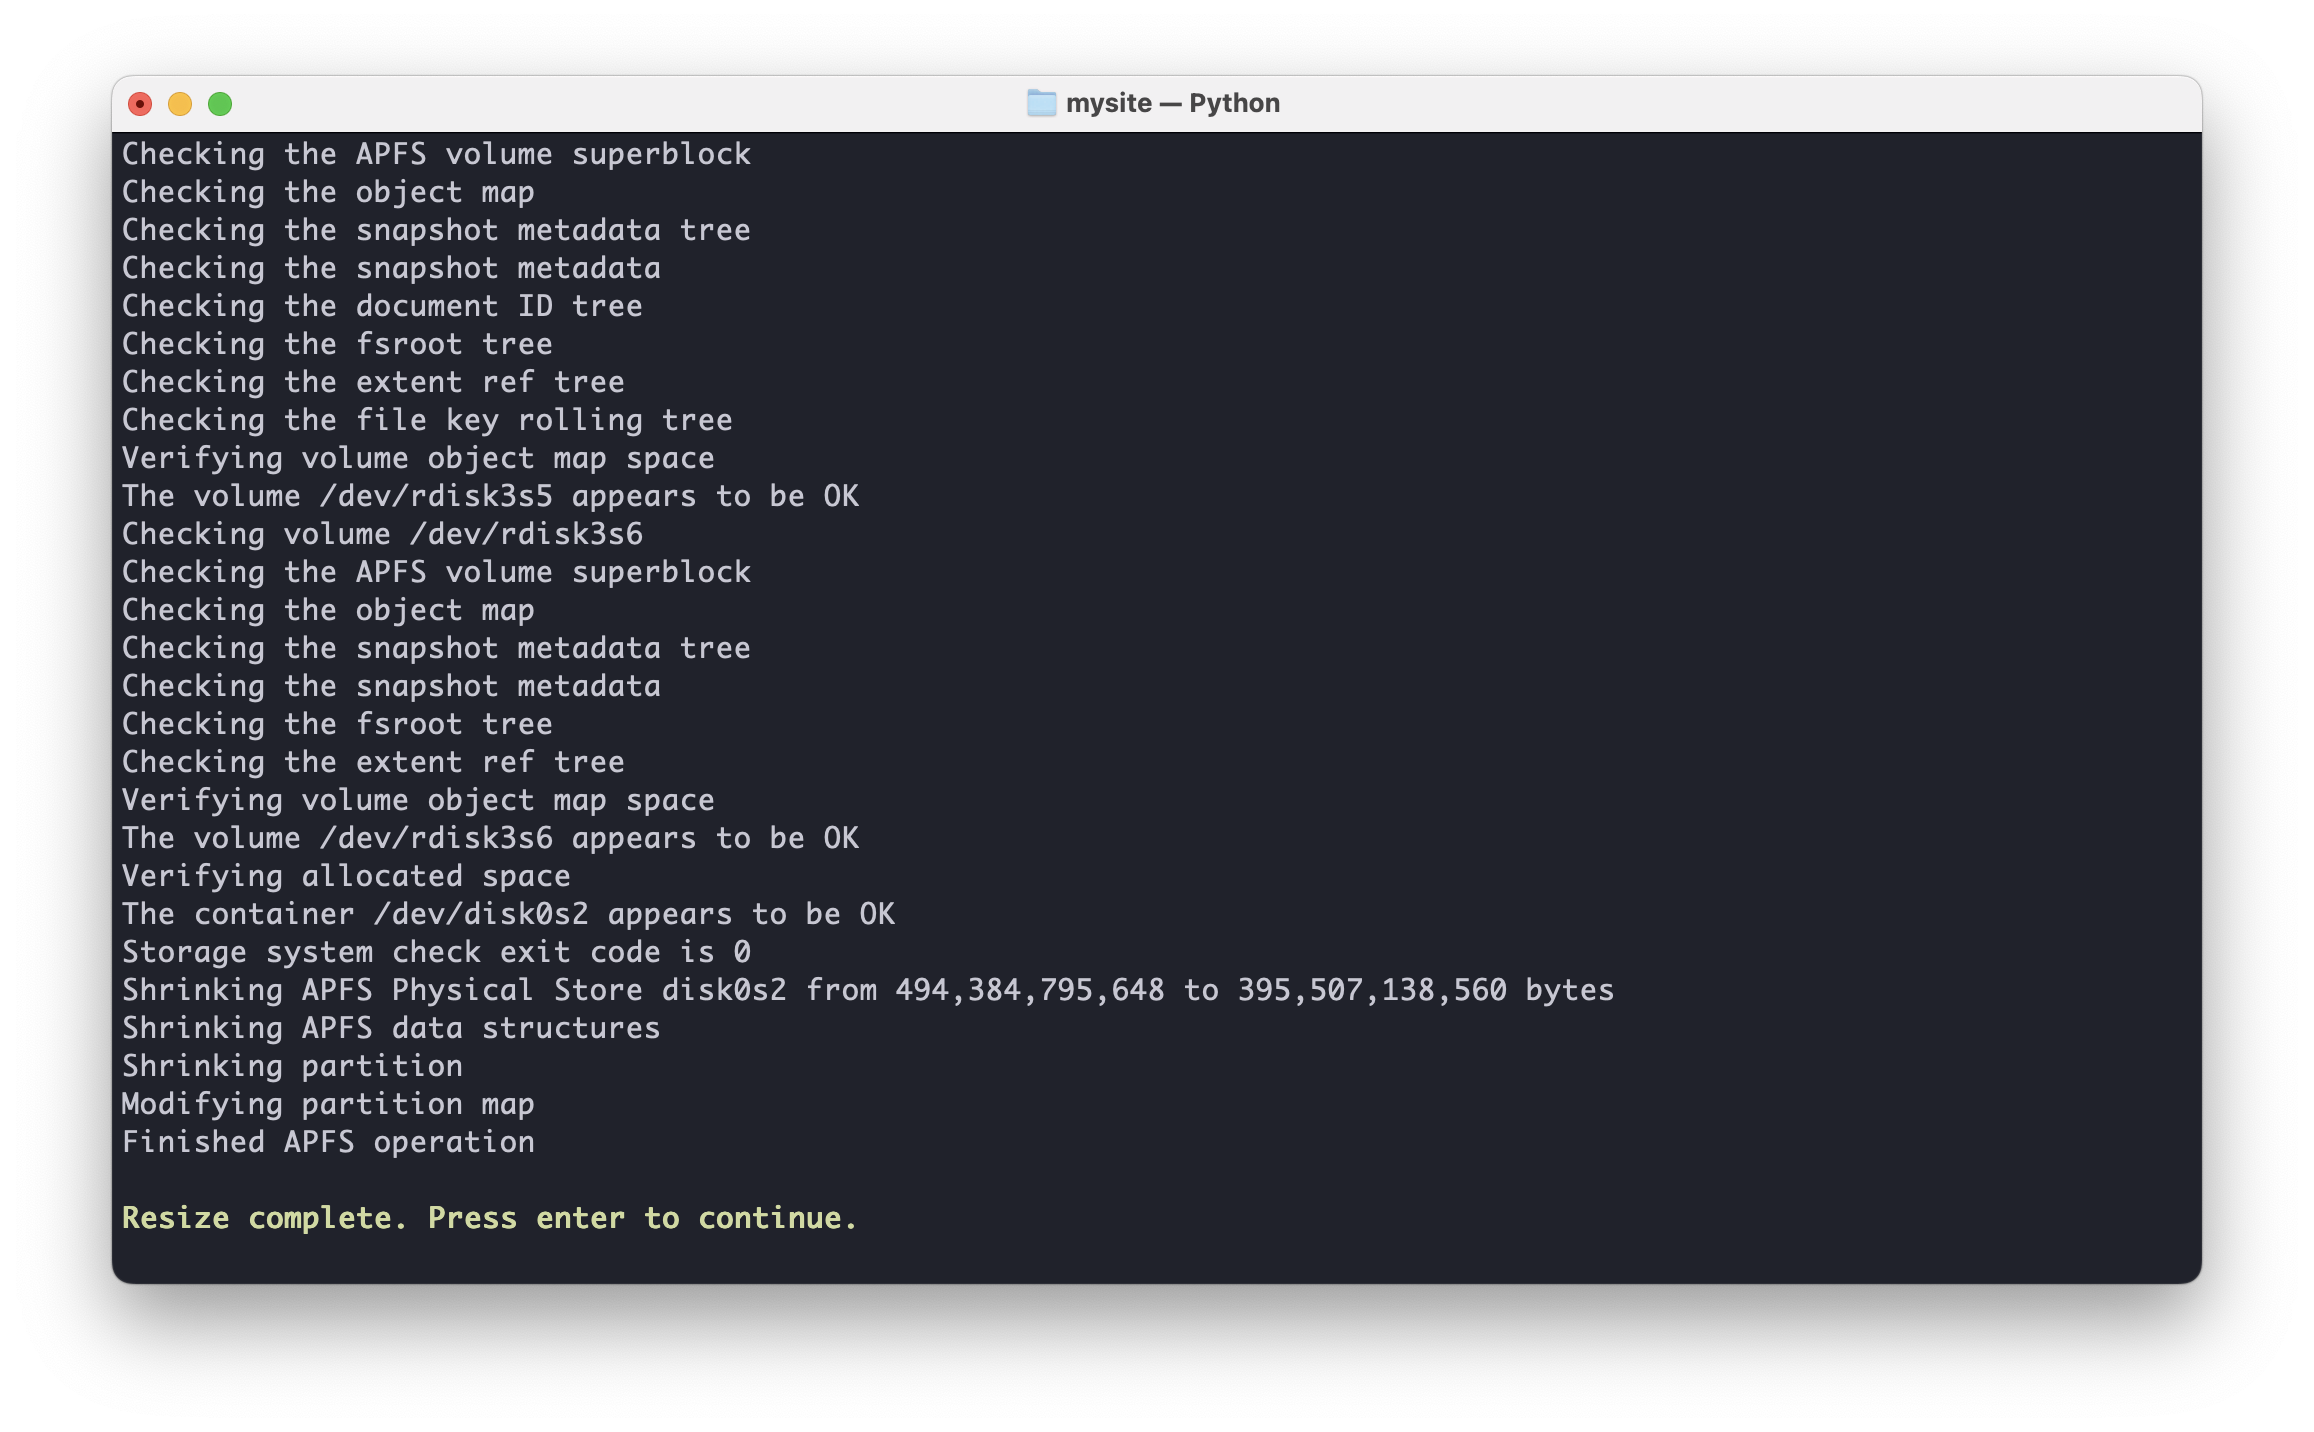 mysite — Python
Checking the APFS volume superblock
Checking the object map
Checking the snapshot metadata tree
Checking the snapshot metadata
Checking the document ID tree
Checking the fsroot tree
Checking the extent ref tree
Checking the file key rolling tree
Verifying volume object map space
The volume /dev/rdisk3s5 appears to be OK
Checking volume /dev/rdisk3s6
Checking the APFS volume superblock
Checking the object map
Checking the snapshot metadata tree
Checking the snapshot metadata
Checking the fsroot tree
Checking the extent ref tree
Verifying volume object map space
The volume /dev/rdisk3s6 appears to be OK
Verifying allocated space
The container /dev/disk0s2 appears to be OK
Storage system check exit code is 0
Shrinking APFS Physical Store disk0s2 from 494,384,795,648 to 395,507,138,560 bytes
Shrinking APFS data structures
Shrinking partition
Modifying partition map
Finished APFS operation
Resize complete. Press enter to continue.